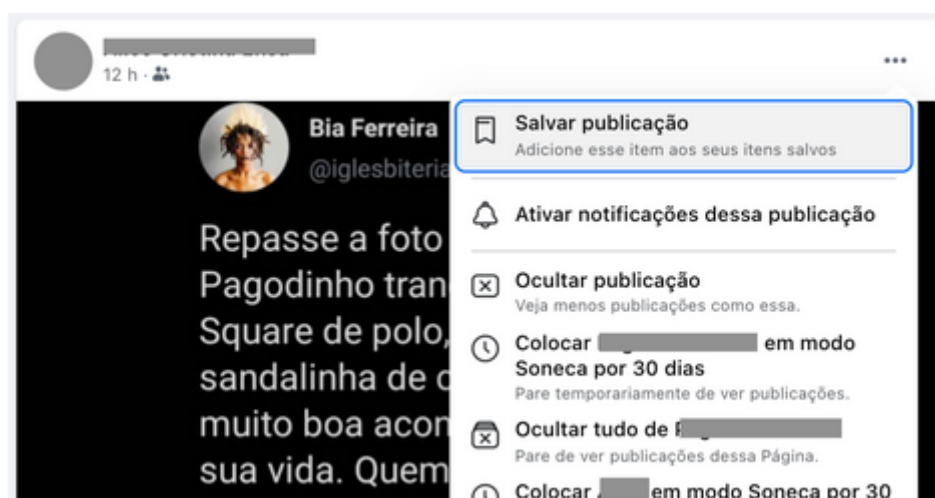 12 h ·
Bia Ferreira
@iglesbiteria
Repasse a foto
Pagodinho tran
Square de polo,
sandalinha de c
muito boa acon
sua vida. Quem
Salvar publicação
Adicione esse item aos seus itens salvos
Ativar notificações dessa publicação
Ocultar publicação
Veja menos publicações como essa.
Colocar em modo
Soneca por 30 dias
Pare temporariamente de ver publicações.
Ocultar tudo de
Pare de ver publicações dessa Página.
Colocar em modo Soneca por 30